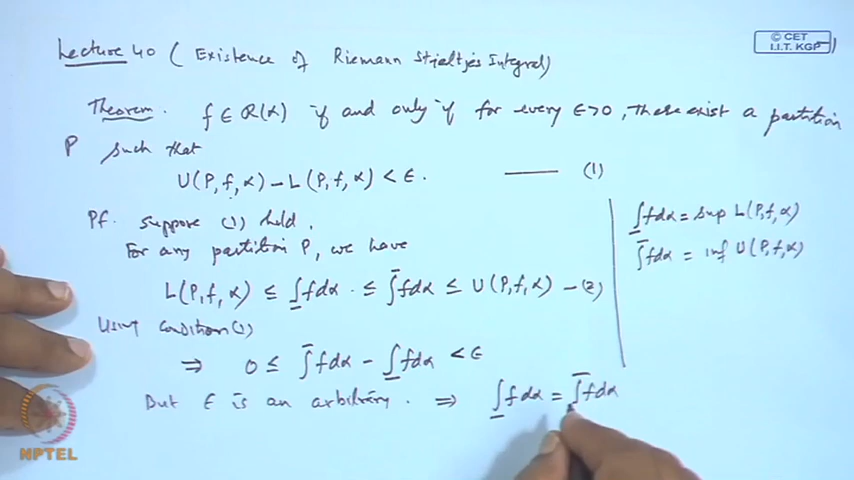 © CET
I.I.T. KGP
Lecture 40 ( Existence of Riemann Stieltjes Integral)
Theorem. f ∈ R(α) if and only if for every ε>0, there exist a partition
P such that
U(P,f,α) − L(P,f,α) < ε. —— (1)
Pf. Suppose (1) held.
For any partition P, we have
L(P,f,α) ≤ ∫̲ f dα ≤ ∫̅ f dα ≤ U(P,f,α) —(2)
∫̲ f dα = sup L(P,f,α)
∫̅ f dα = inf U(P,f,α)
Using condition (1)
⇒ 0 ≤ ∫̅ f dα − ∫̲ f dα < ε
But ε is an arbitrary. ⇒ ∫̲ f dα = ∫̅ f dα
NPTEL